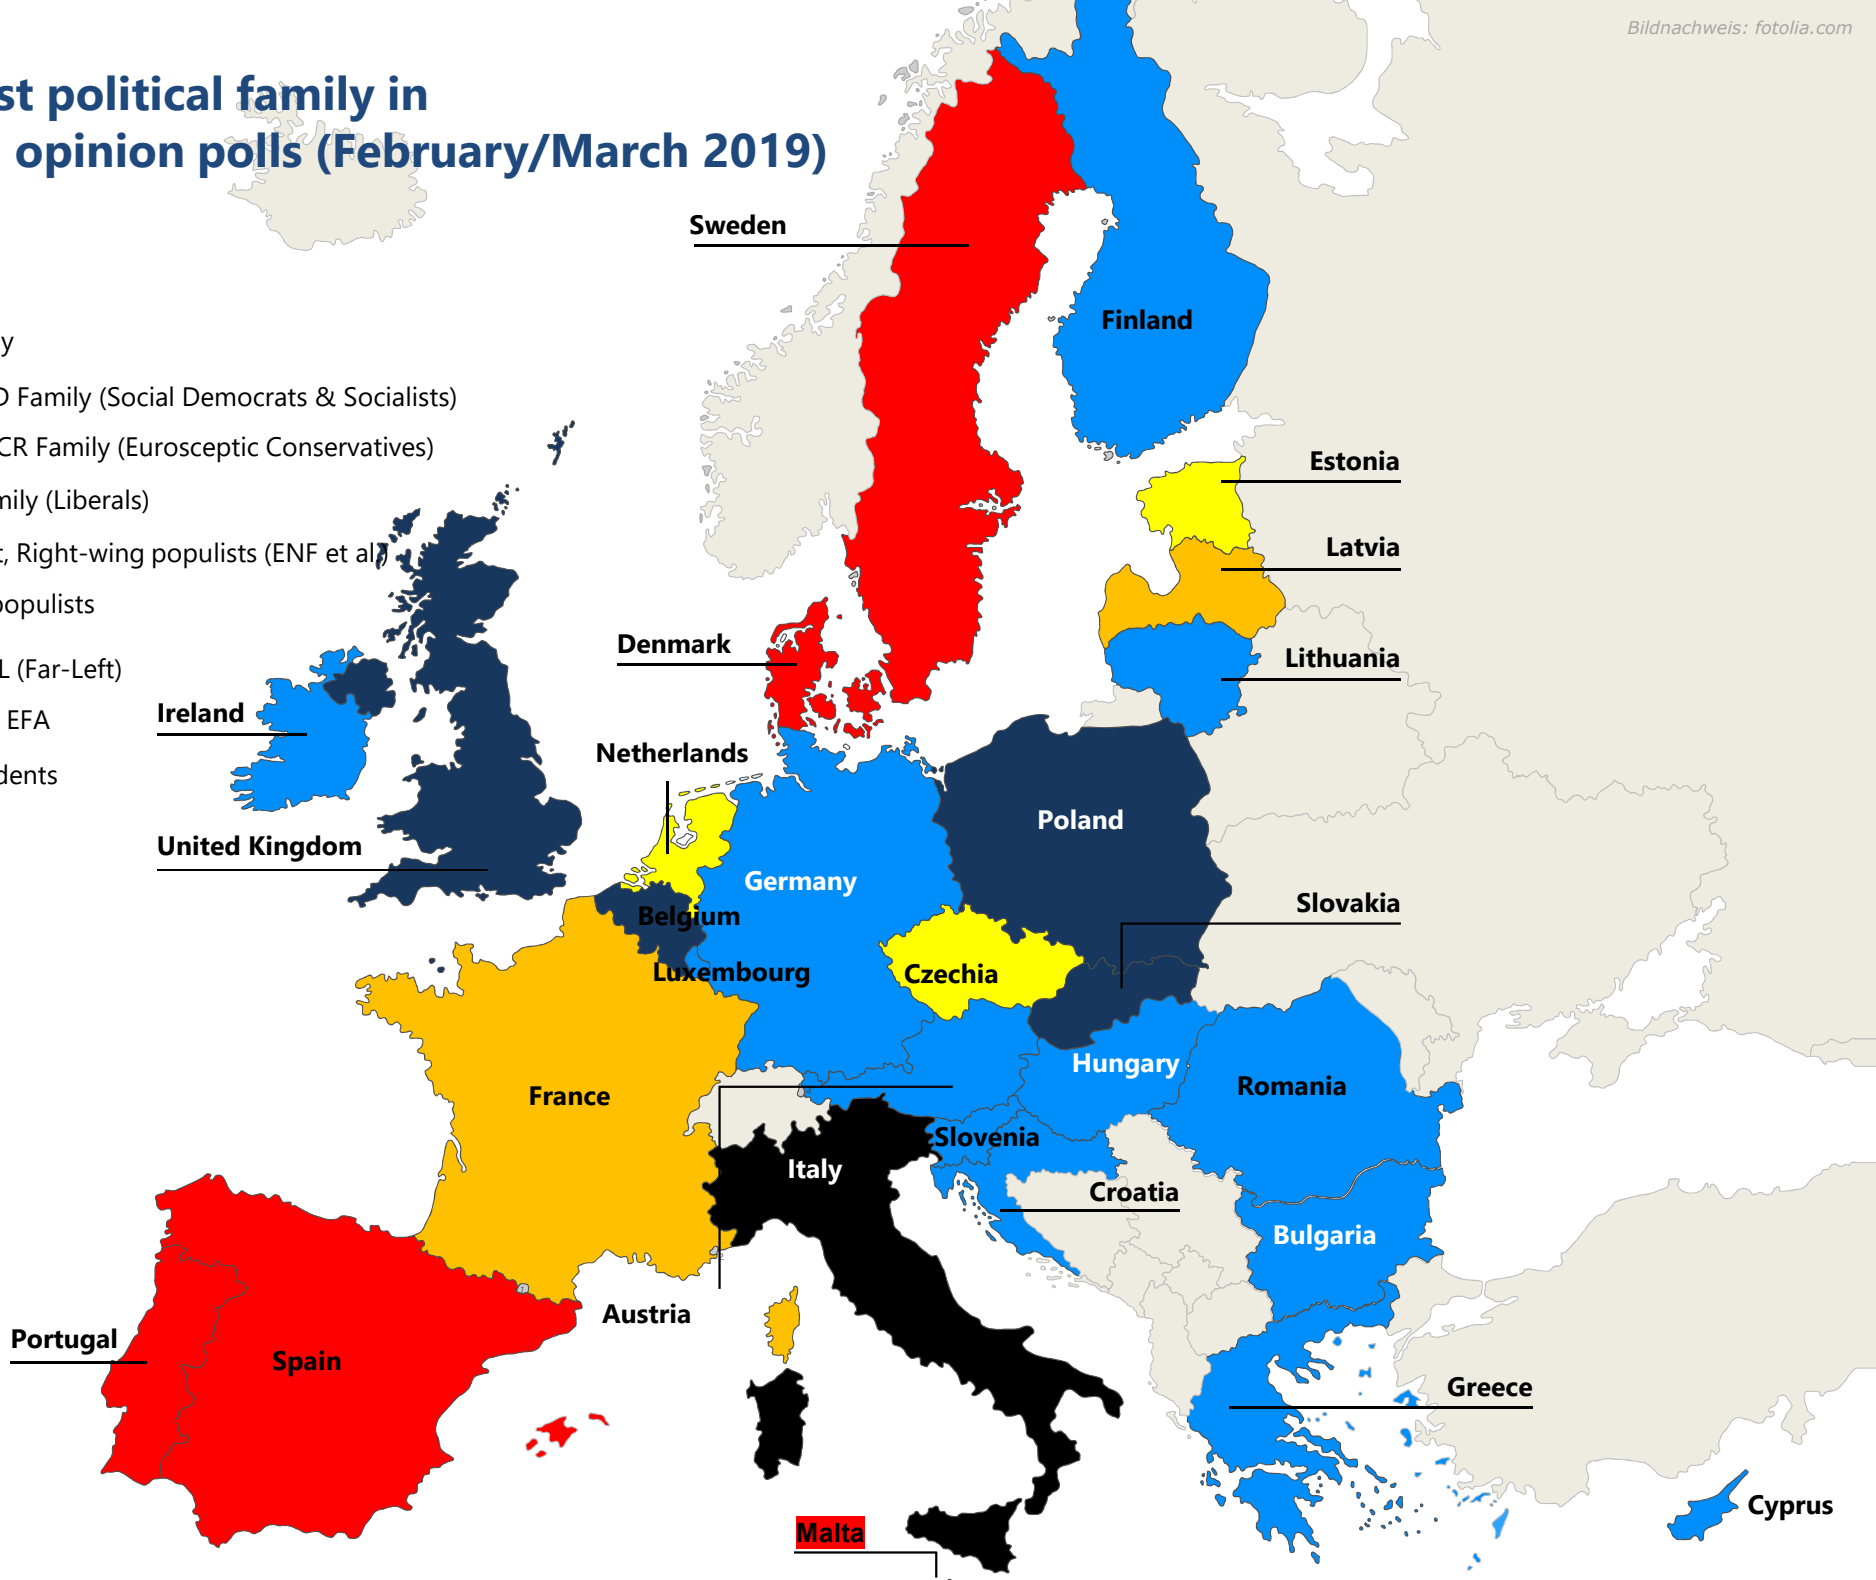 Bildnachweis: fotolia.com
st political family in
opinion polls (February/March 2019)
y
D Family (Social Democrats & Socialists)
CR Family (Eurosceptic Conservatives)
mily (Liberals)
t, Right-wing populists (ENF et al.)
populists
L (Far-Left)
EFA
dents
Sweden
Finland
Estonia
Latvia
Lithuania
Denmark
Ireland
Netherlands
United Kingdom
Poland
Germany
Slovakia
Belgium
Luxembourg
Czechia
Hungary
Romania
France
Slovenia
Italy
Croatia
Bulgaria
Austria
Portugal
Spain
Greece
Cyprus
Malta